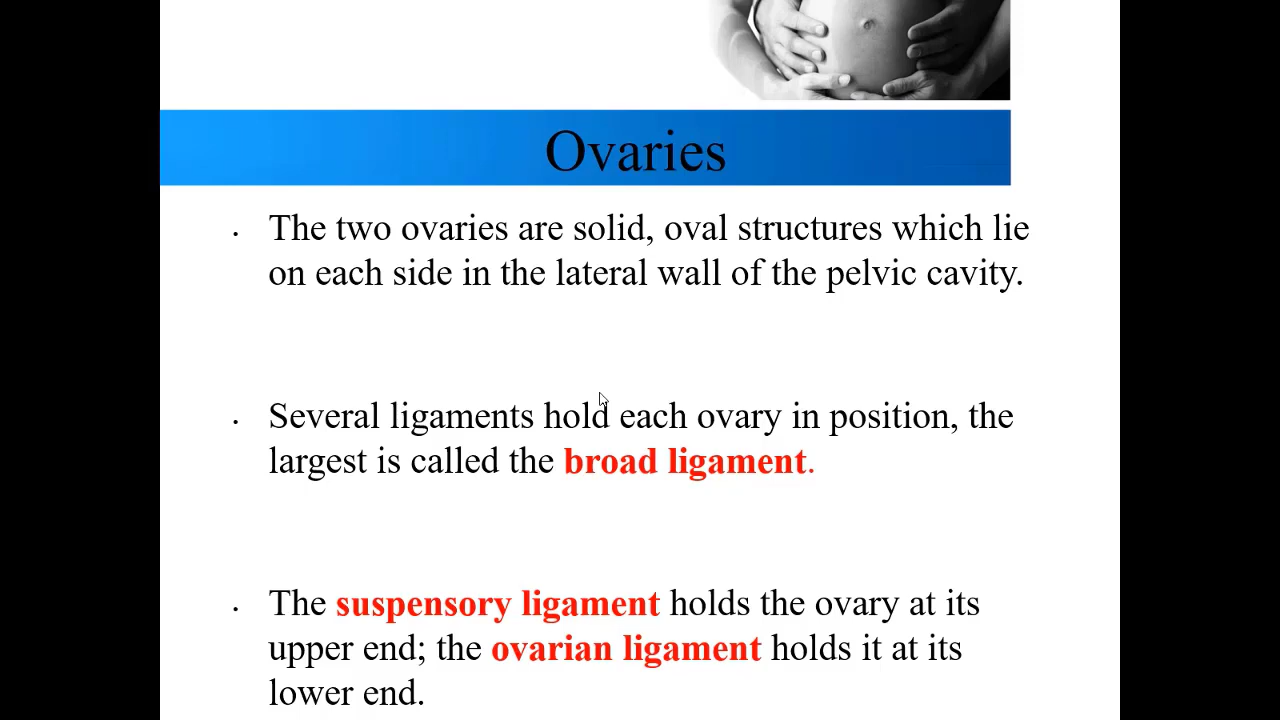 Ovaries
• The two ovaries are solid, oval structures which lie
on each side in the lateral wall of the pelvic cavity.
• Several ligaments hold each ovary in position, the
largest is called the broad ligament.
• The suspensory ligament holds the ovary at its
upper end; the ovarian ligament holds it at its
lower end.